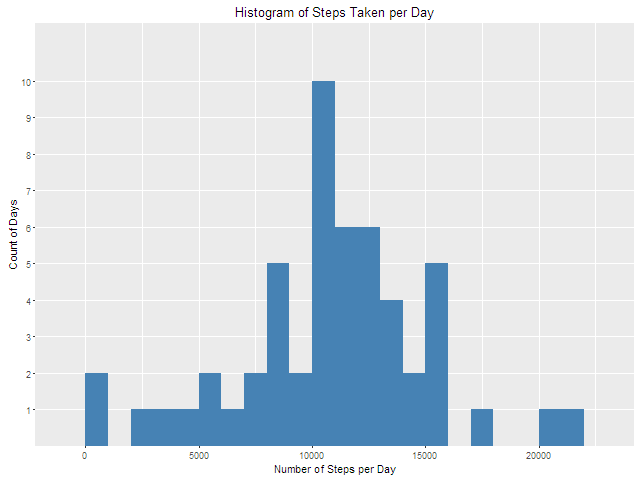 Histogram of Steps Taken per Day
Count of Days
10
9
8
7
6
5
4
3
2
1
0 5000 10000 15000 20000
Number of Steps per Day